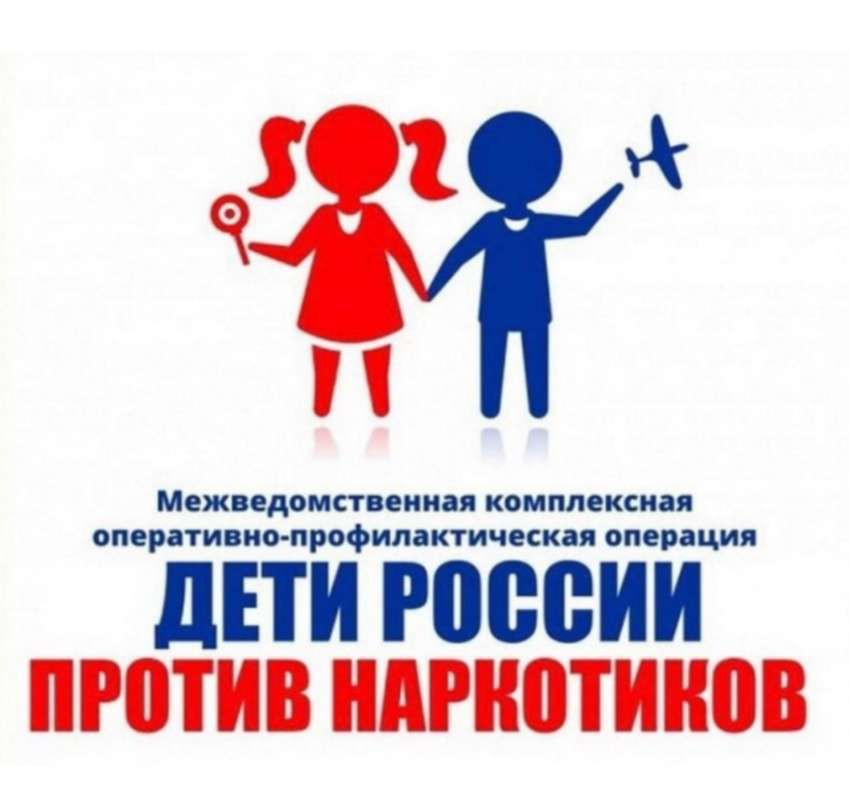 Межведомственная комплексная
оперативно-профилактическая операция
ДЕТИ РОССИИ
ПРОТИВ НАРКОТИКОВ